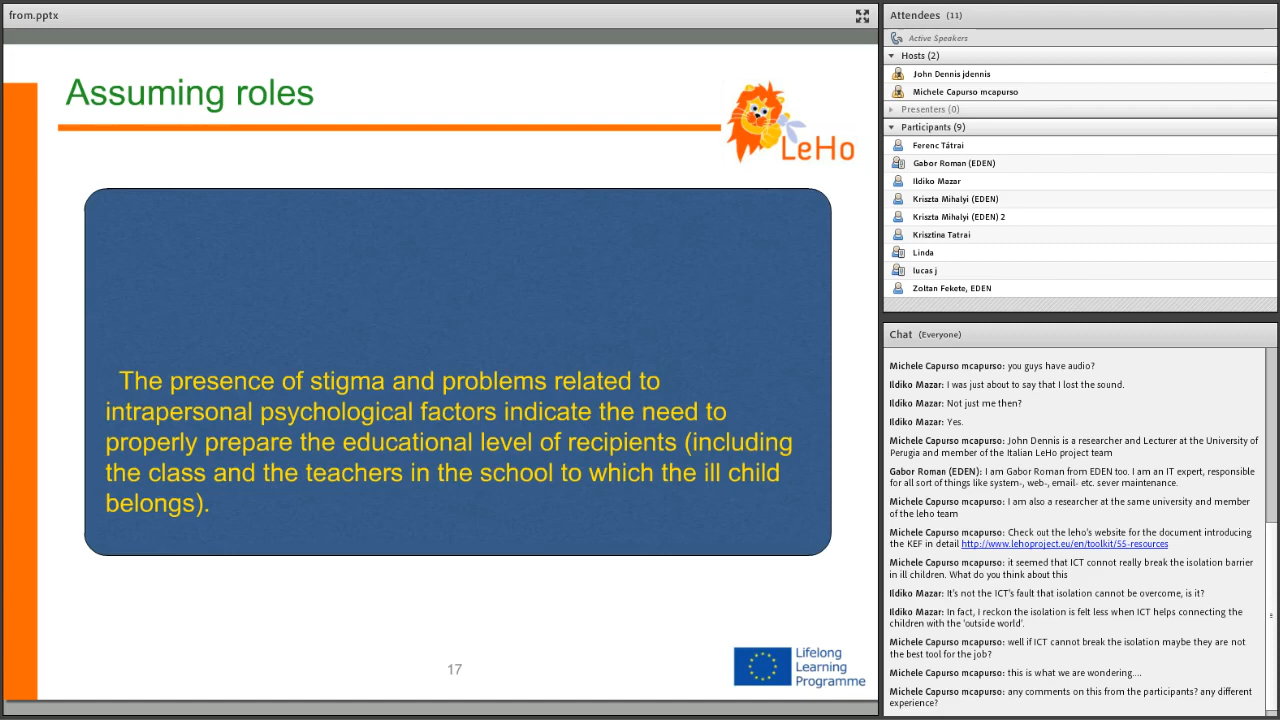 from.pptx
Assuming roles
LeHo
The presence of stigma and problems related to
intrapersonal psychological factors indicate the need to
properly prepare the educational level of recipients (including
the class and the teachers in the school to which the ill child
belongs).
17
Lifelong
Learning
Programme
Attendees (11)
Active Speakers
Hosts (2)
John Dennis jdennis
Michele Capurso mcapurso
Presenters (0)
Participants (9)
Ferenc Tátrai
Gabor Roman (EDEN)
Ildiko Mazar
Kriszta Mihalyi (EDEN)
Kriszta Mihalyi (EDEN) 2
Krisztina Tatrai
Linda
lucas j
Zoltan Fekete, EDEN
Chat (Everyone)
Michele Capurso mcapurso: you guys have audio?
Ildiko Mazar: I was just about to say that I lost the sound.
Ildiko Mazar: Not just me then?
Ildiko Mazar: Yes.
Michele Capurso mcapurso: John Dennis is a researcher and Lecturer at the University of
Perugia and member of the Italian LeHo project team
Gabor Roman (EDEN): I am Gabor Roman from EDEN too. I am an IT expert, responsible
for all sort of things like system-, web-, email- etc. sever maintenance.
Michele Capurso mcapurso: I am also a researcher at the same university and member
of the leho team
Michele Capurso mcapurso: Check out the leho's website for the document introducing
the KEF in detail http://www.lehoproject.eu/en/toolkit/55-resources
Michele Capurso mcapurso: it seemed that ICT connot really break the isolation barrier
in ill children. What do you think about this
Ildiko Mazar: It's not the ICT's fault that isolation cannot be overcome, is it?
Ildiko Mazar: In fact, I reckon the isolation is felt less when ICT helps connecting the
children with the 'outside world'.
Michele Capurso mcapurso: well if ICT cannot break the isolation maybe they are not
the best tool for the job?
Michele Capurso mcapurso: this is what we are wondering....
Michele Capurso mcapurso: any comments on this from the participants? any different
experience?